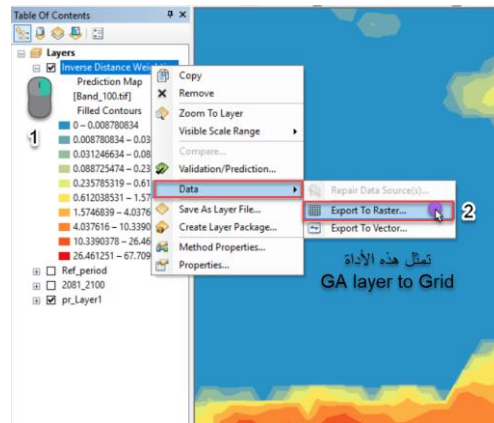 Table Of Contents
Layers
Inverse Distance Weighting
Prediction Map
[Band_100.tif]
Filled Contours
0 – 0.008780834
0.008780834 – 0.03
0.031246634 – 0.08
0.088725474 – 0.23
0.235785319 – 0.61
0.612038531 – 1.57
1.5746839 – 4.0376
4.037616 – 10.3390
10.3390378 – 26.46
26.461251 – 67.709
Ref_period
2081_2100
pr_Layer1
1
Copy
Remove
Zoom To Layer
Visible Scale Range
Compare...
Validation/Prediction...
Data
Save As Layer File...
Create Layer Package...
Method Properties...
Properties...
Repair Data Source(s)...
Export To Raster...
Export To Vector...
2
تمثل هذه الأداة
GA layer to Grid